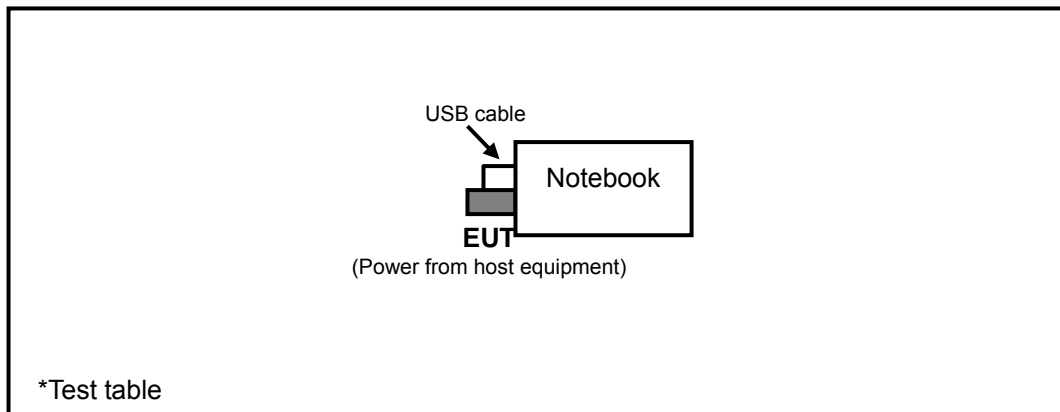 USB cable
Notebook
EUT
(Power from host equipment)
*Test table